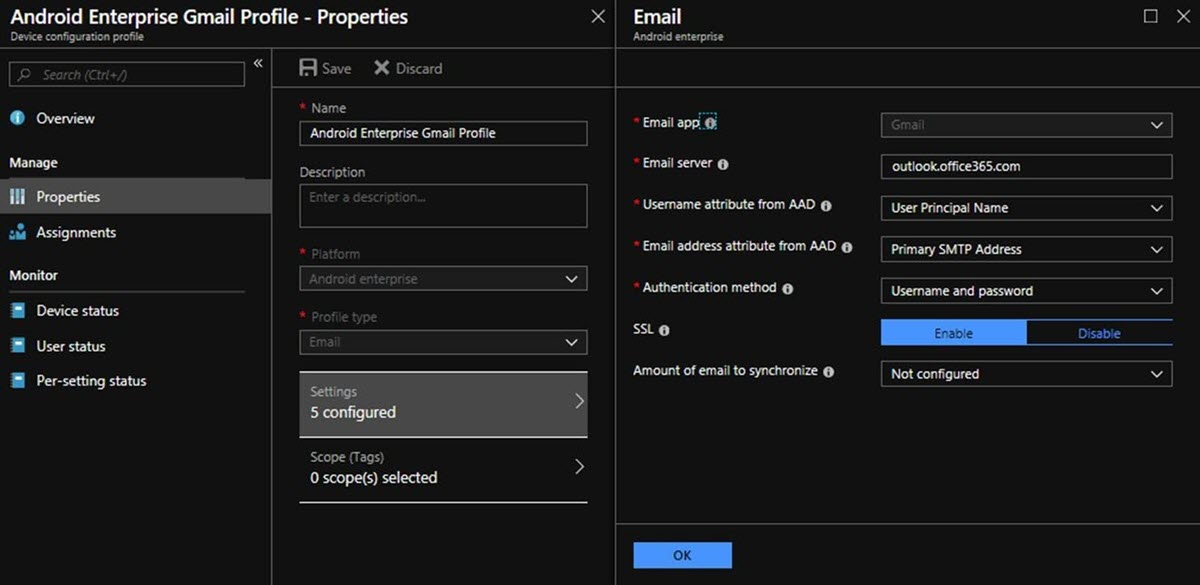 Android Enterprise Gmail Profile - Properties
Device configuration profile
Search (Ctrl+/)
Overview
Manage
Properties
Assignments
Monitor
Device status
User status
Per-setting status
Save Discard
* Name
Android Enterprise Gmail Profile
Description
Enter a description...
* Platform
Android enterprise
* Profile type
Email
Settings
5 configured
Scope (Tags)
0 scope(s) selected
Email
Android enterprise
* Email app Gmail
* Email server outlook.office365.com
* Username attribute from AAD User Principal Name
* Email address attribute from AAD Primary SMTP Address
* Authentication method Username and password
SSL Enable Disable
Amount of email to synchronize Not configured
OK